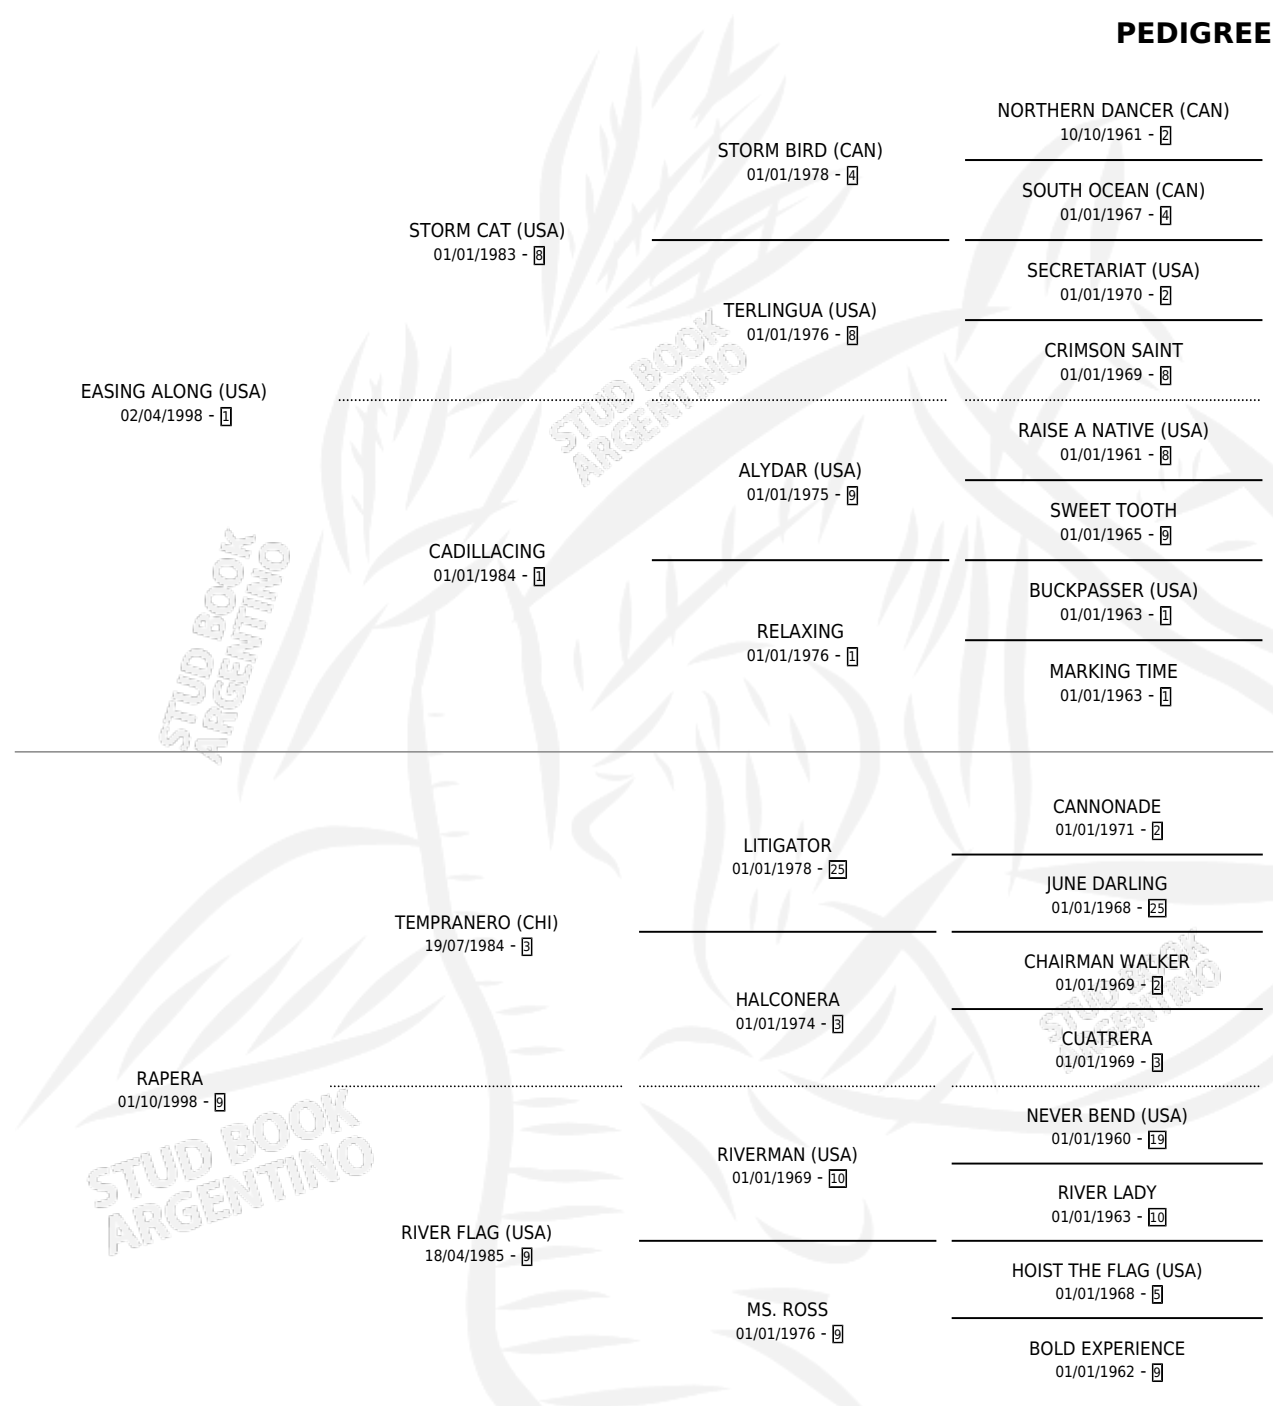 PEDIGREE
NORTHERN DANCER (CAN)
10/10/1961 - 2
STORM BIRD (CAN)
01/01/1978 - 4
SOUTH OCEAN (CAN)
01/01/1967 - 4
STORM CAT (USA)
01/01/1983 - 8
SECRETARIAT (USA)
01/01/1970 - 2
TERLINGUA (USA)
01/01/1976 - 8
CRIMSON SAINT
01/01/1969 - 8
EASING ALONG (USA)
02/04/1998 - 1
RAISE A NATIVE (USA)
01/01/1961 - 8
ALYDAR (USA)
01/01/1975 - 9
SWEET TOOTH
01/01/1965 - 9
CADILLACING
01/01/1984 - 1
BUCKPASSER (USA)
01/01/1963 - 1
RELAXING
01/01/1976 - 1
MARKING TIME
01/01/1963 - 1
CANNONADE
01/01/1971 - 2
LITIGATOR
01/01/1978 - 25
JUNE DARLING
01/01/1968 - 25
TEMPRANERO (CHI)
19/07/1984 - 3
CHAIRMAN WALKER
01/01/1969 - 2
HALCONERA
01/01/1974 - 3
CUATRERA
01/01/1969 - 3
RAPERA
01/10/1998 - 9
NEVER BEND (USA)
01/01/1960 - 19
RIVERMAN (USA)
01/01/1969 - 10
RIVER LADY
01/01/1963 - 10
RIVER FLAG (USA)
18/04/1985 - 9
HOIST THE FLAG (USA)
01/01/1968 - 5
MS. ROSS
01/01/1976 - 9
BOLD EXPERIENCE
01/01/1962 - 9
STUD BOOK
ARGENTINO
STUD BOOK
ARGENTINO
STUD BOOK
ARGENTINO
STUD BOOK
ARGENTINO